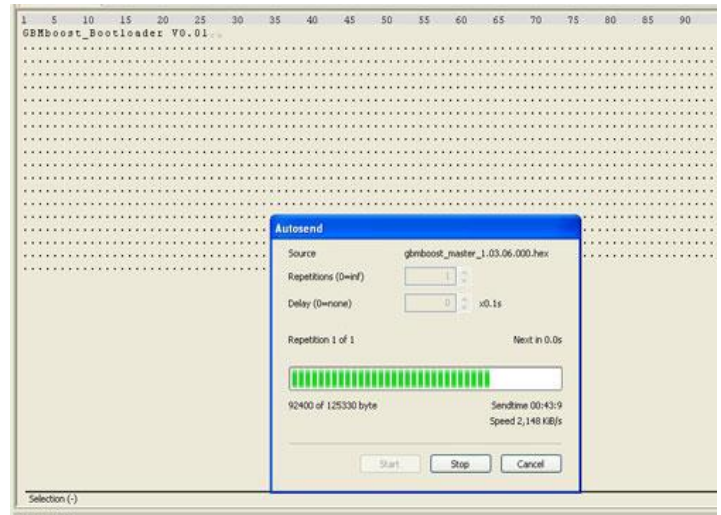 1 5 10 15 20 25 30 35 40 45 50 55 60 65 70 75 80 85 90
GBMboost_Bootloader V0.01
Autosend
Source gbmboost_master_1.03.06.000.hex
Repetitions (0=inf) 1
Delay (0=none) 0 x0.1s
Repetition 1 of 1 Next in 0.0s
92400 of 125330 byte Sendtime 00:43:9
Speed 2,148 KiB/s
Start Stop Cancel
Selection (-)